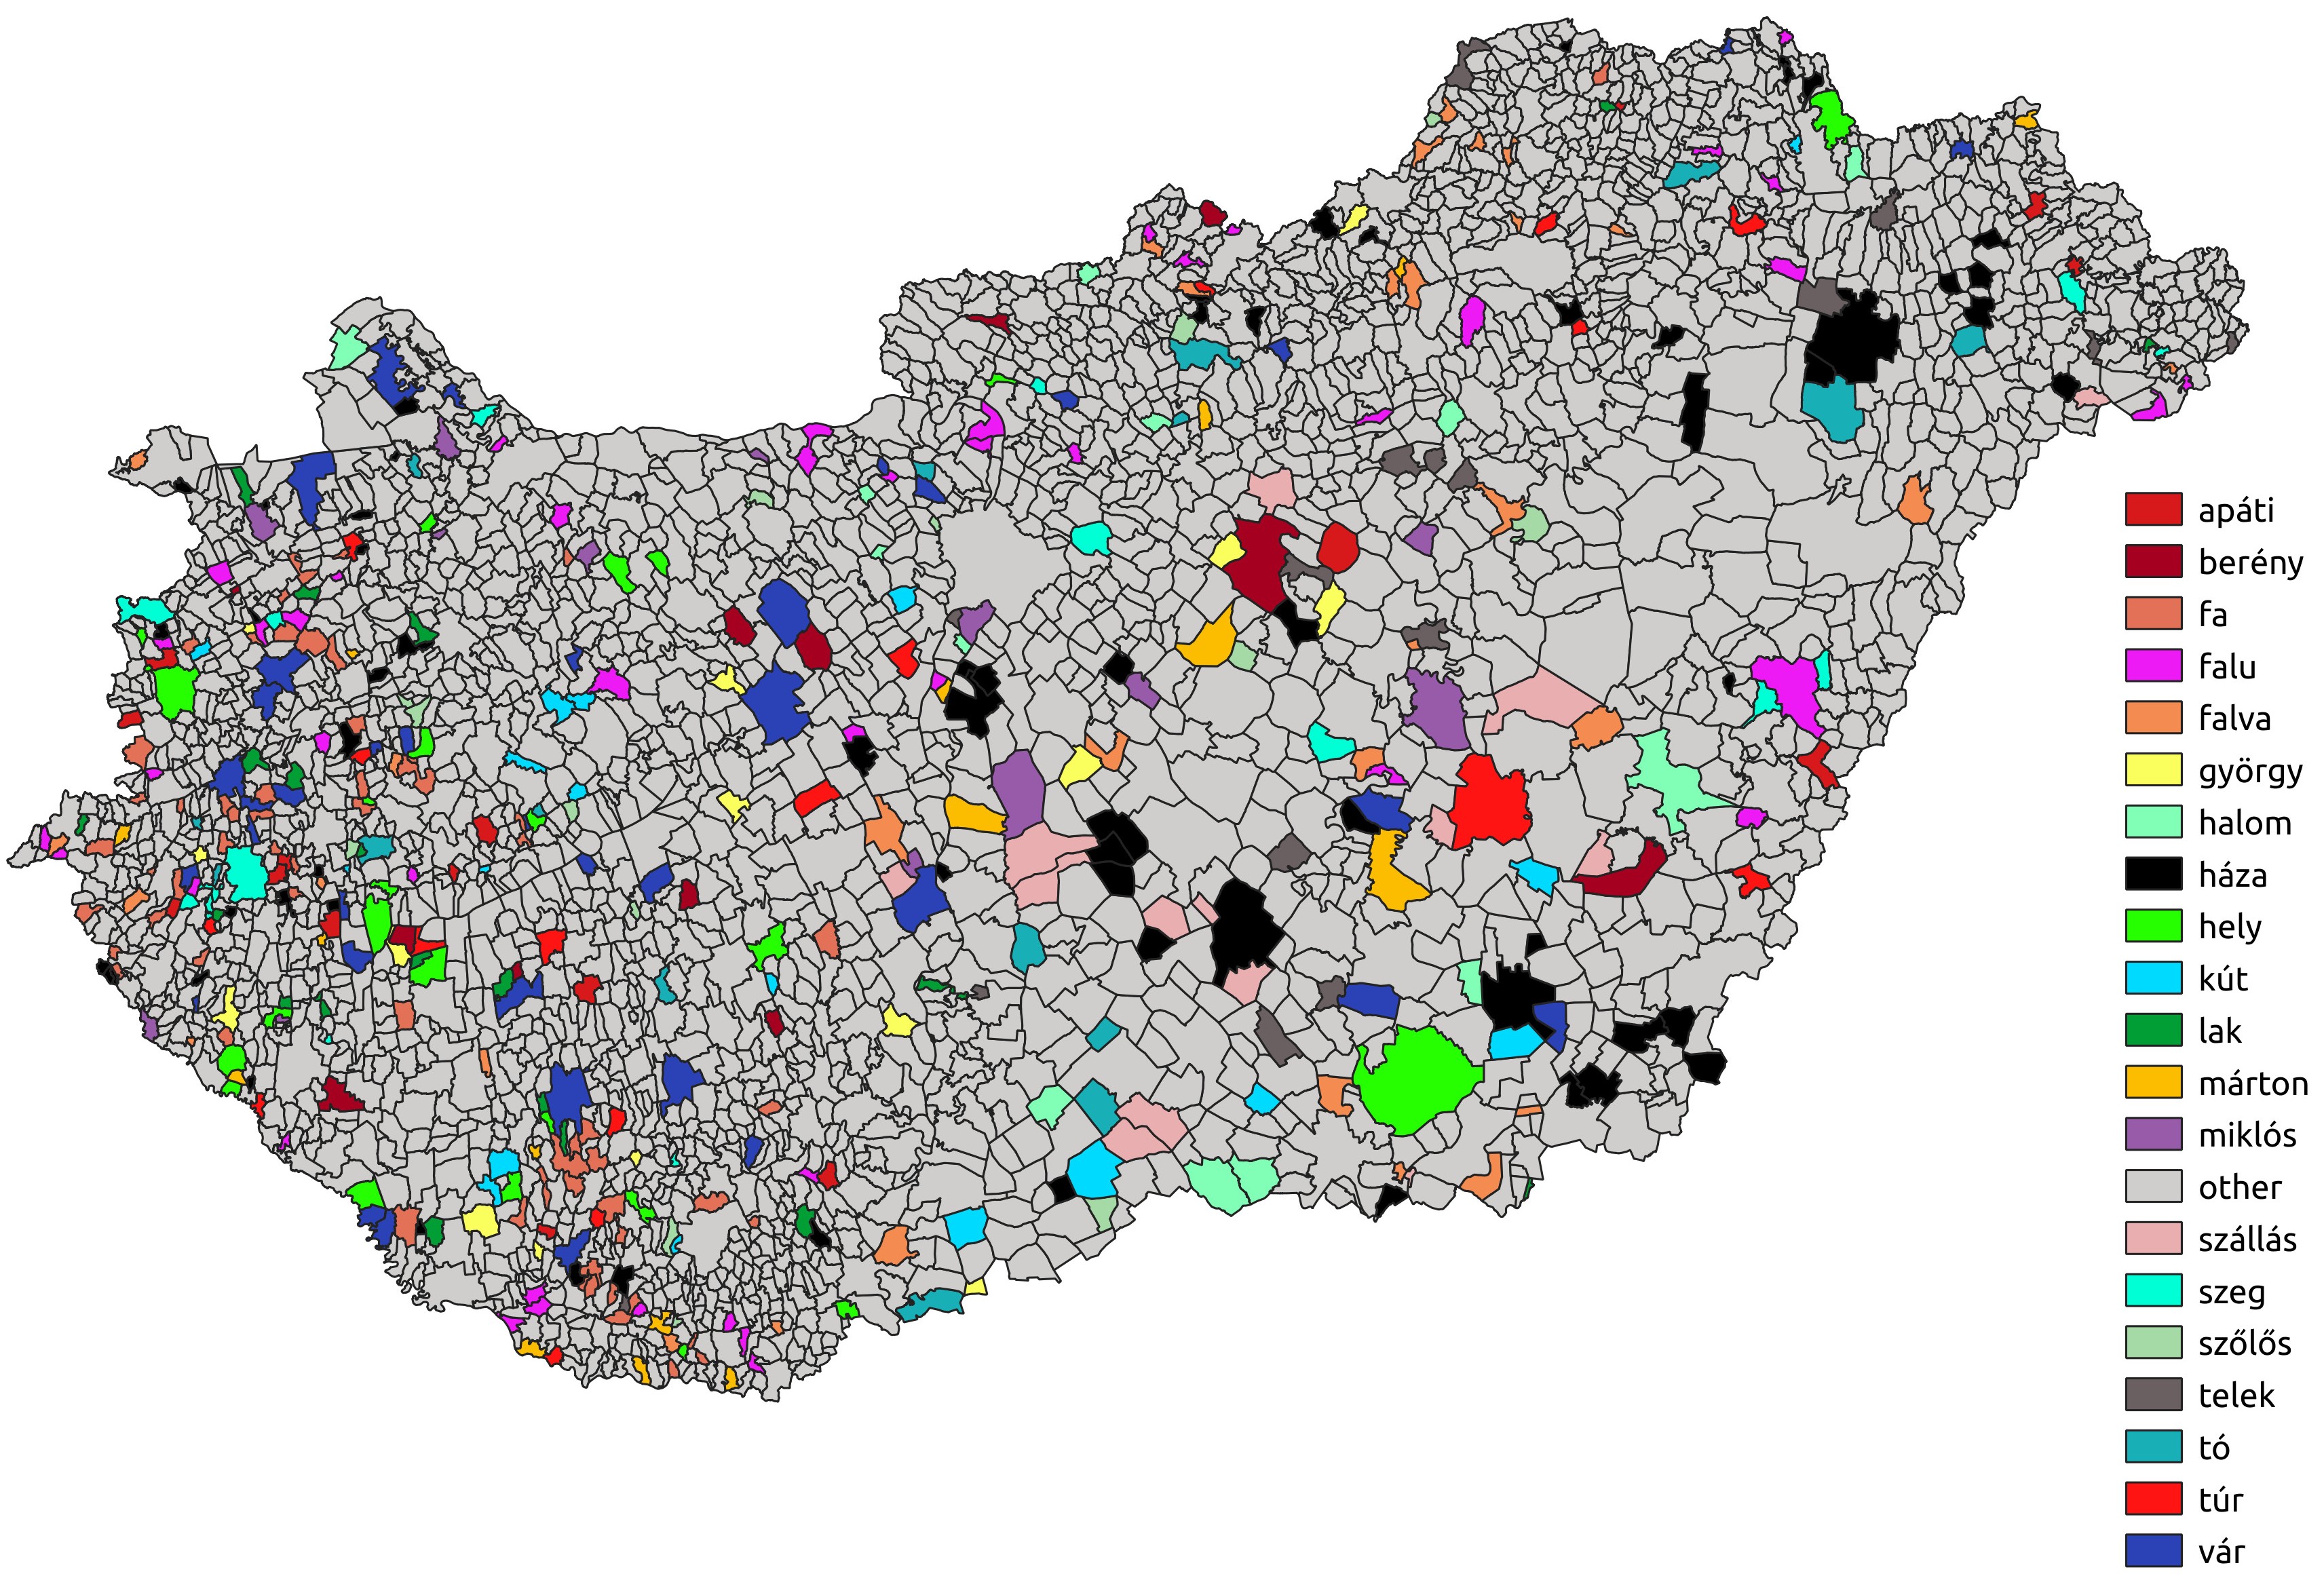 apáti
berény
fa
falu
falva
györgy
halom
háza
hely
kút
lak
márton
miklós
other
szállás
szeg
szőlős
telek
tó
túr
vár